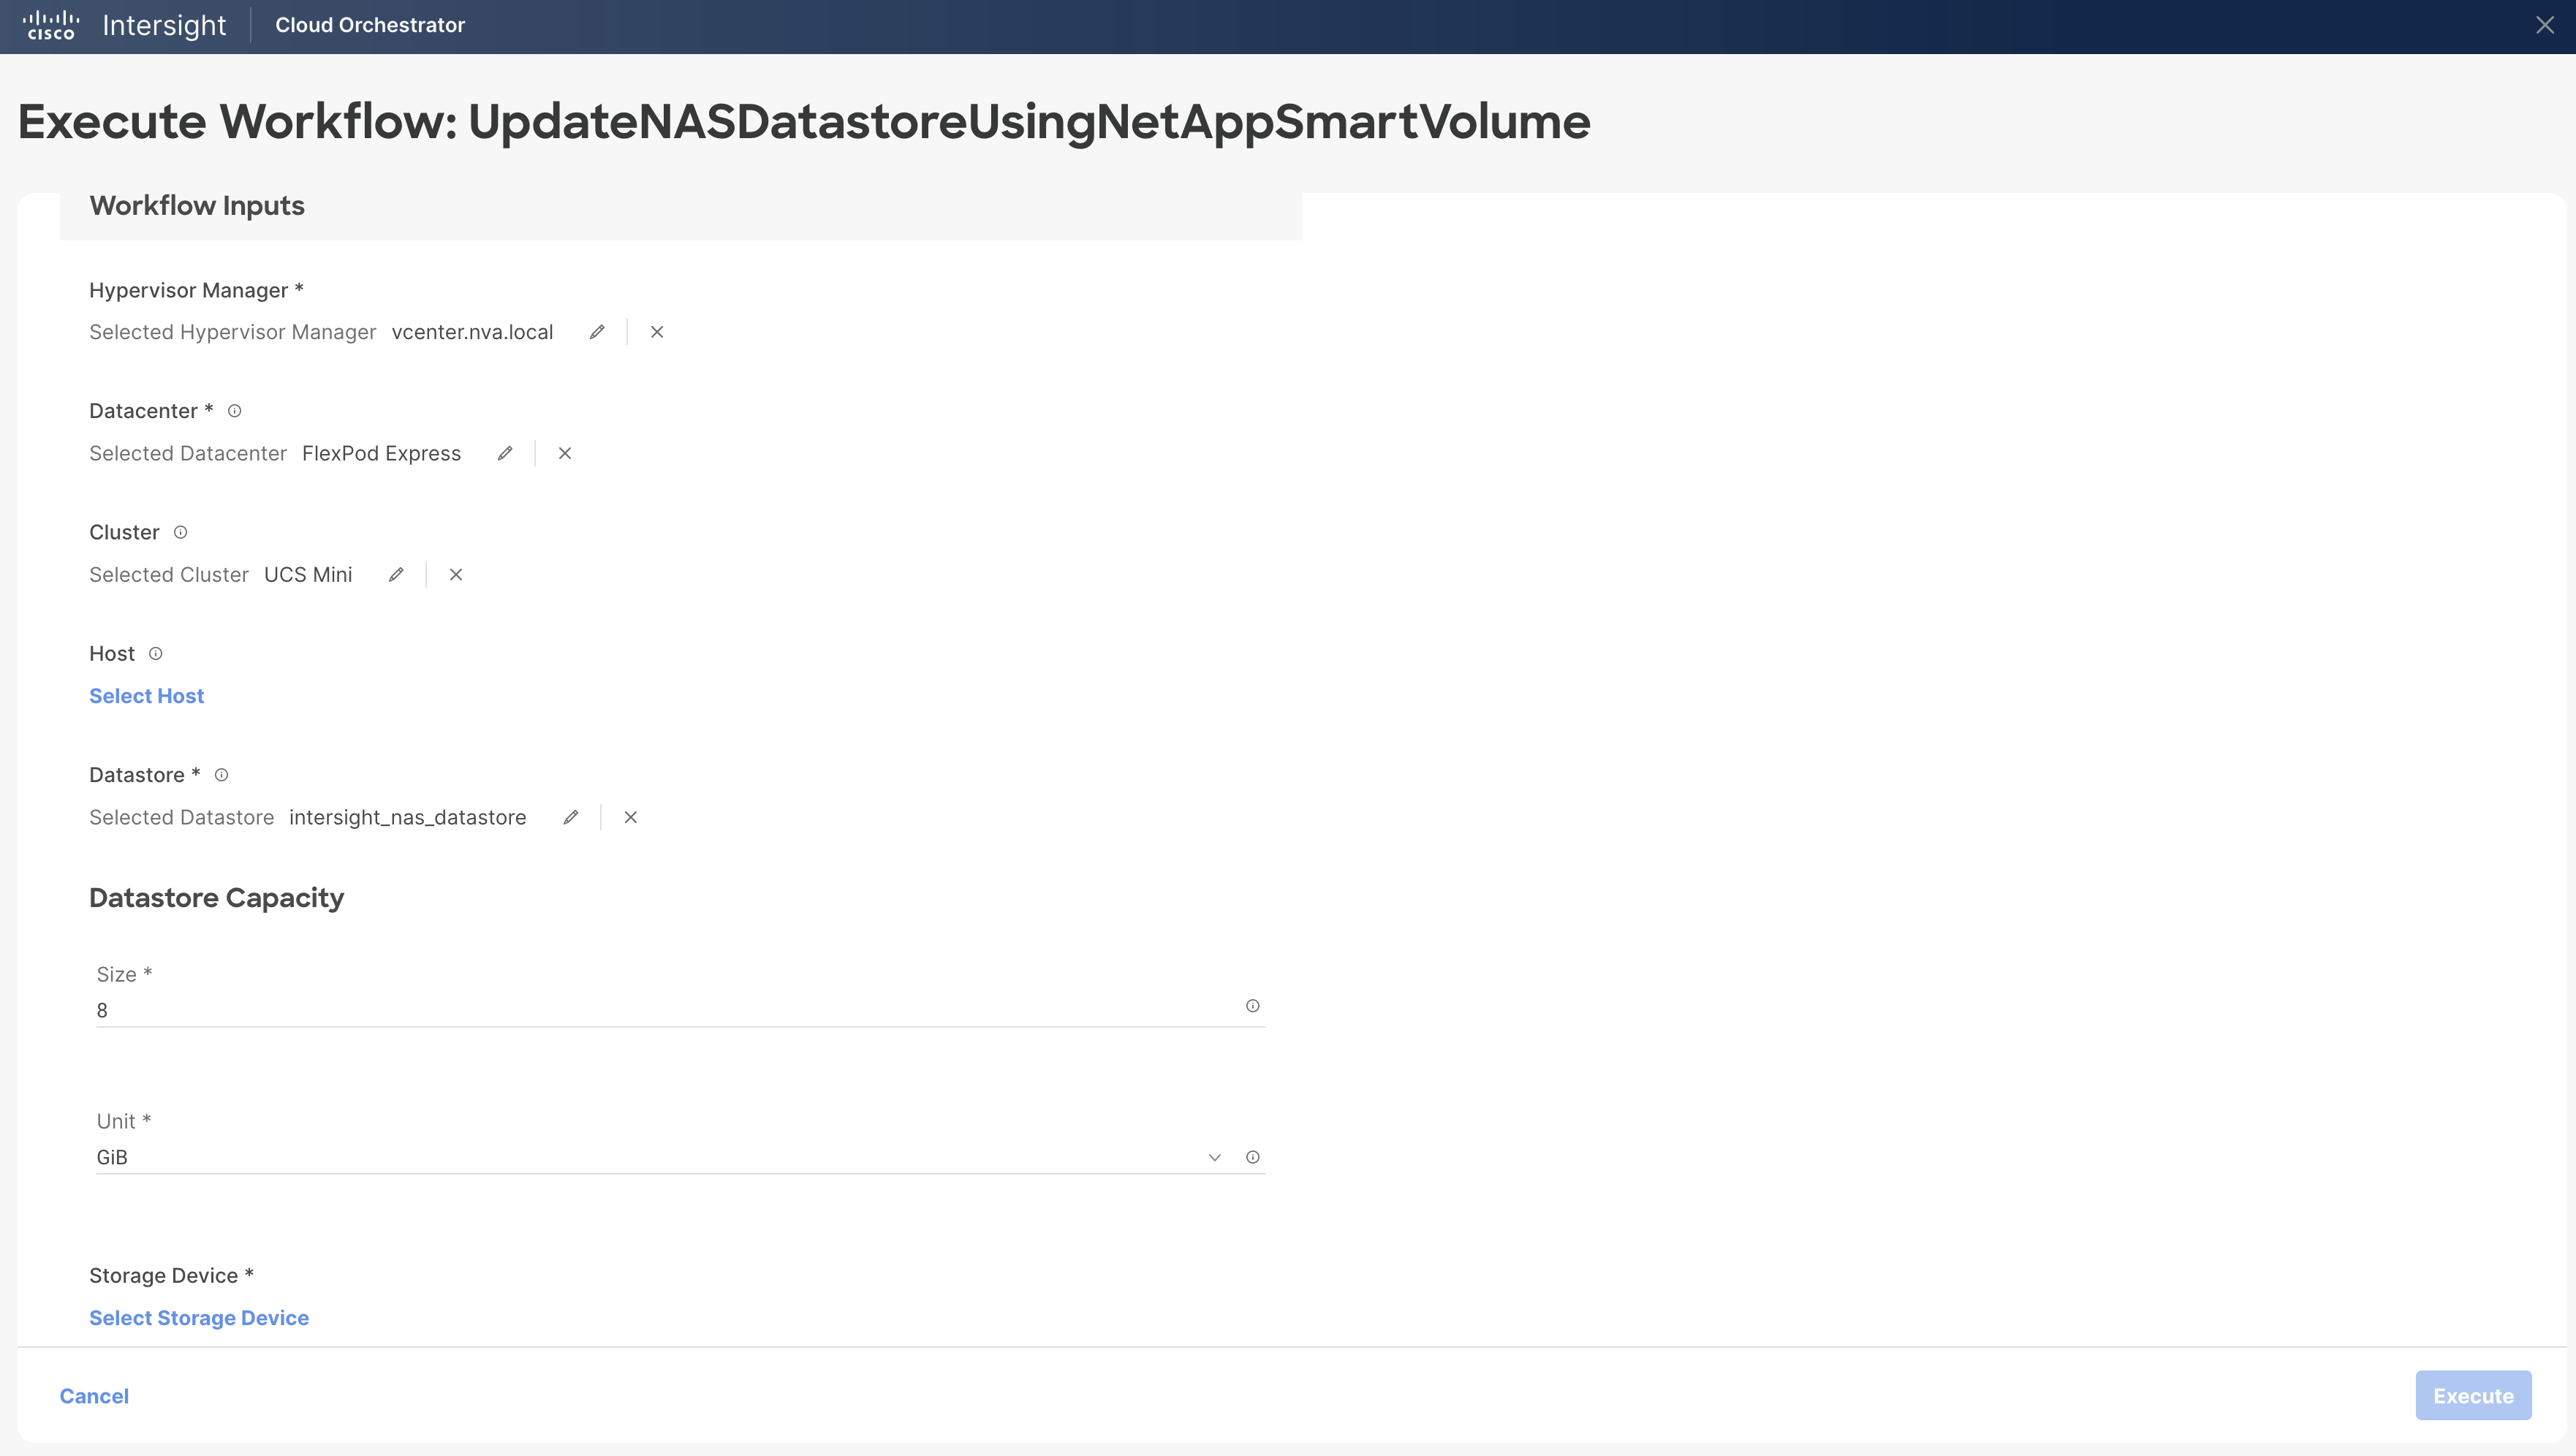 cisco Intersight Cloud Orchestrator
Execute Workflow: UpdateNASDatastoreUsingNetAppSmartVolume
Workflow Inputs
Hypervisor Manager *
Selected Hypervisor Manager vcenter.nva.local
Datacenter *
Selected Datacenter FlexPod Express
Cluster
Selected Cluster UCS Mini
Host
Select Host
Datastore *
Selected Datastore intersight_nas_datastore
Datastore Capacity
Size *
8
Unit *
GiB
Storage Device *
Select Storage Device
Cancel Execute